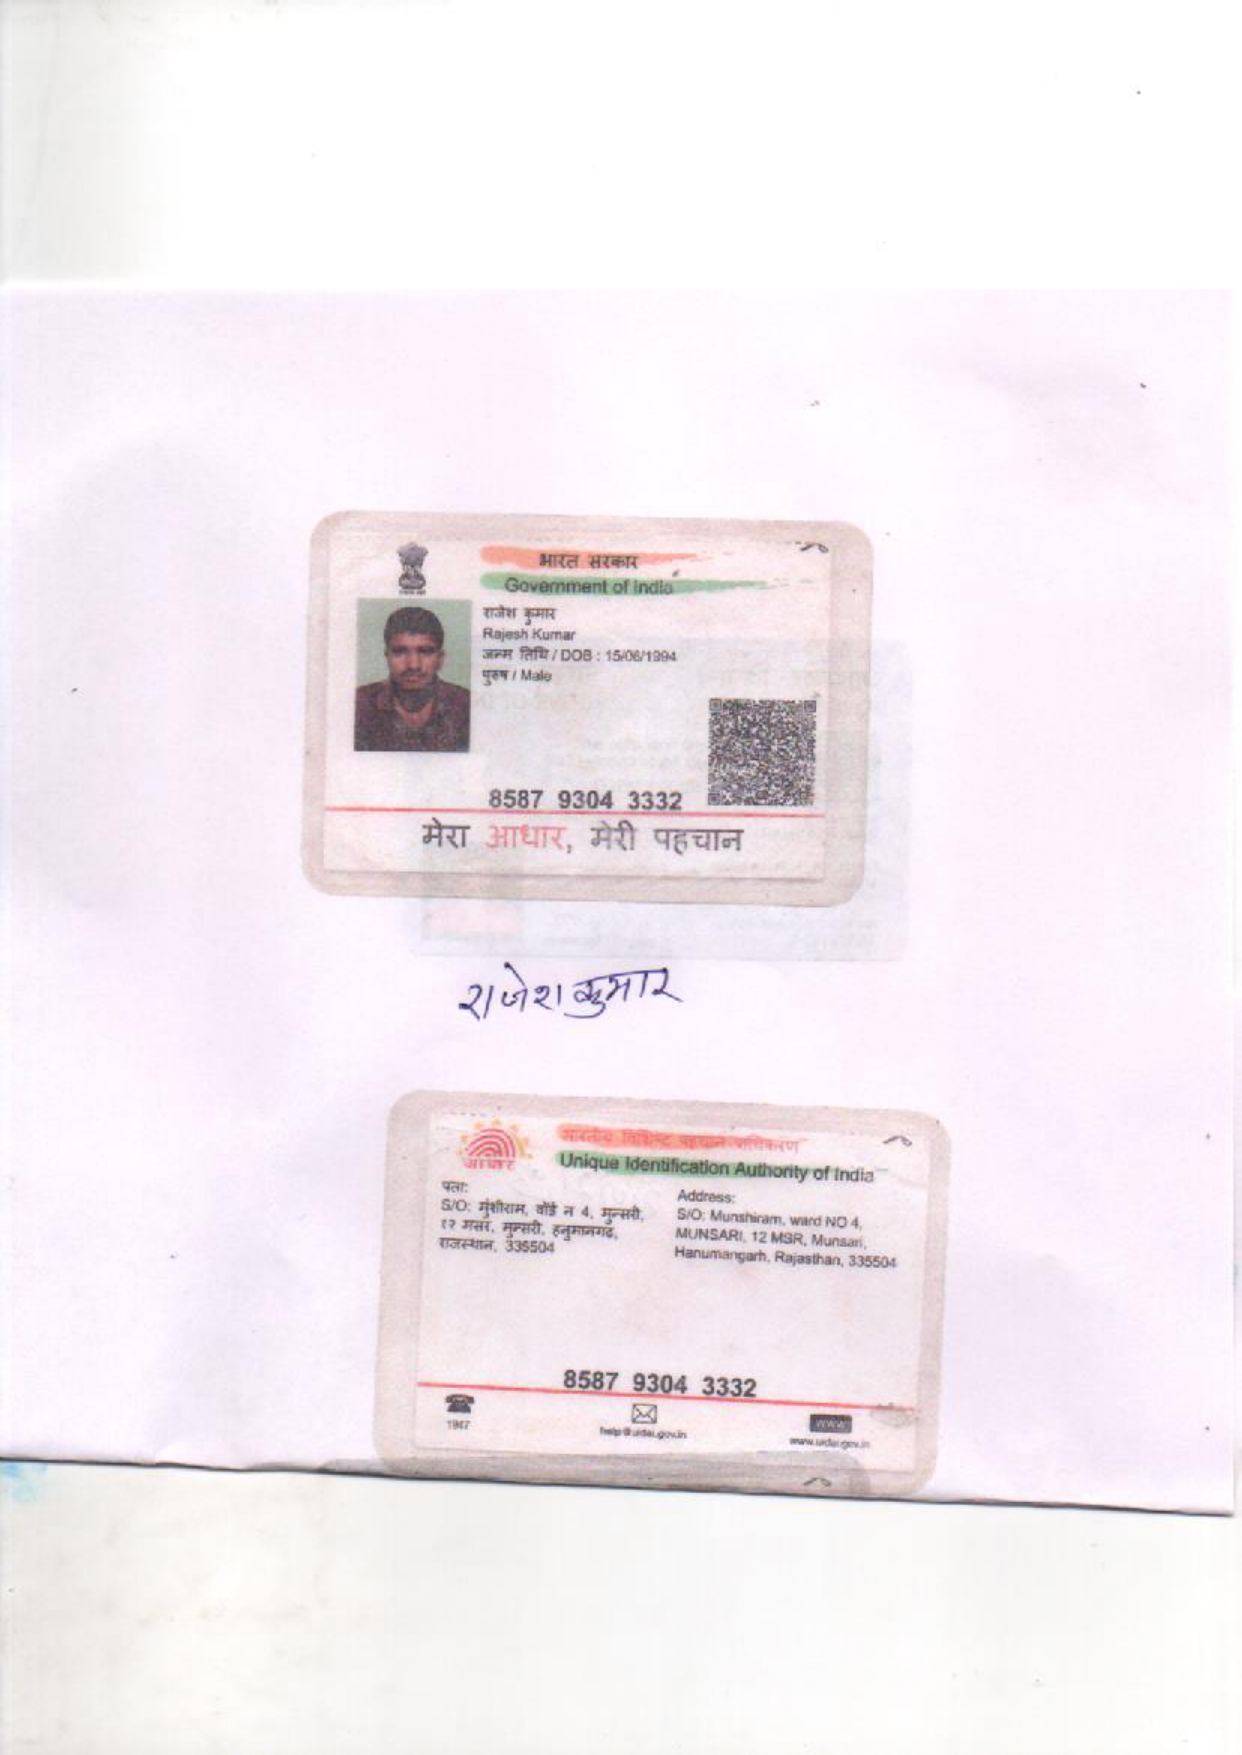 भारत सरकार
Government of India
राजेश कुमार
Rajesh Kumar
जन्म तिथि / DOB : 15/06/1994
पुरुष / Male
8587 9304 3332
मेरा आधार, मेरी पहचान
राजेश कुमार
भारतीय विशिष्ट पहचान प्राधिकरण
आधार
Unique Identification Authority of India
पता:
S/O: मुंशीराम, वॉर्ड न 4, मुन्सरी,
१२ मसर, मुन्सरी, हनुमानगढ,
राजस्थान, 335504
Address:
S/O: Munshiram, ward NO 4,
MUNSARI, 12 MSR, Munsari,
Hanumangarh, Rajasthan, 335504
8587 9304 3332
1947
help@uidai.gov.in
www
www.uidai.gov.in